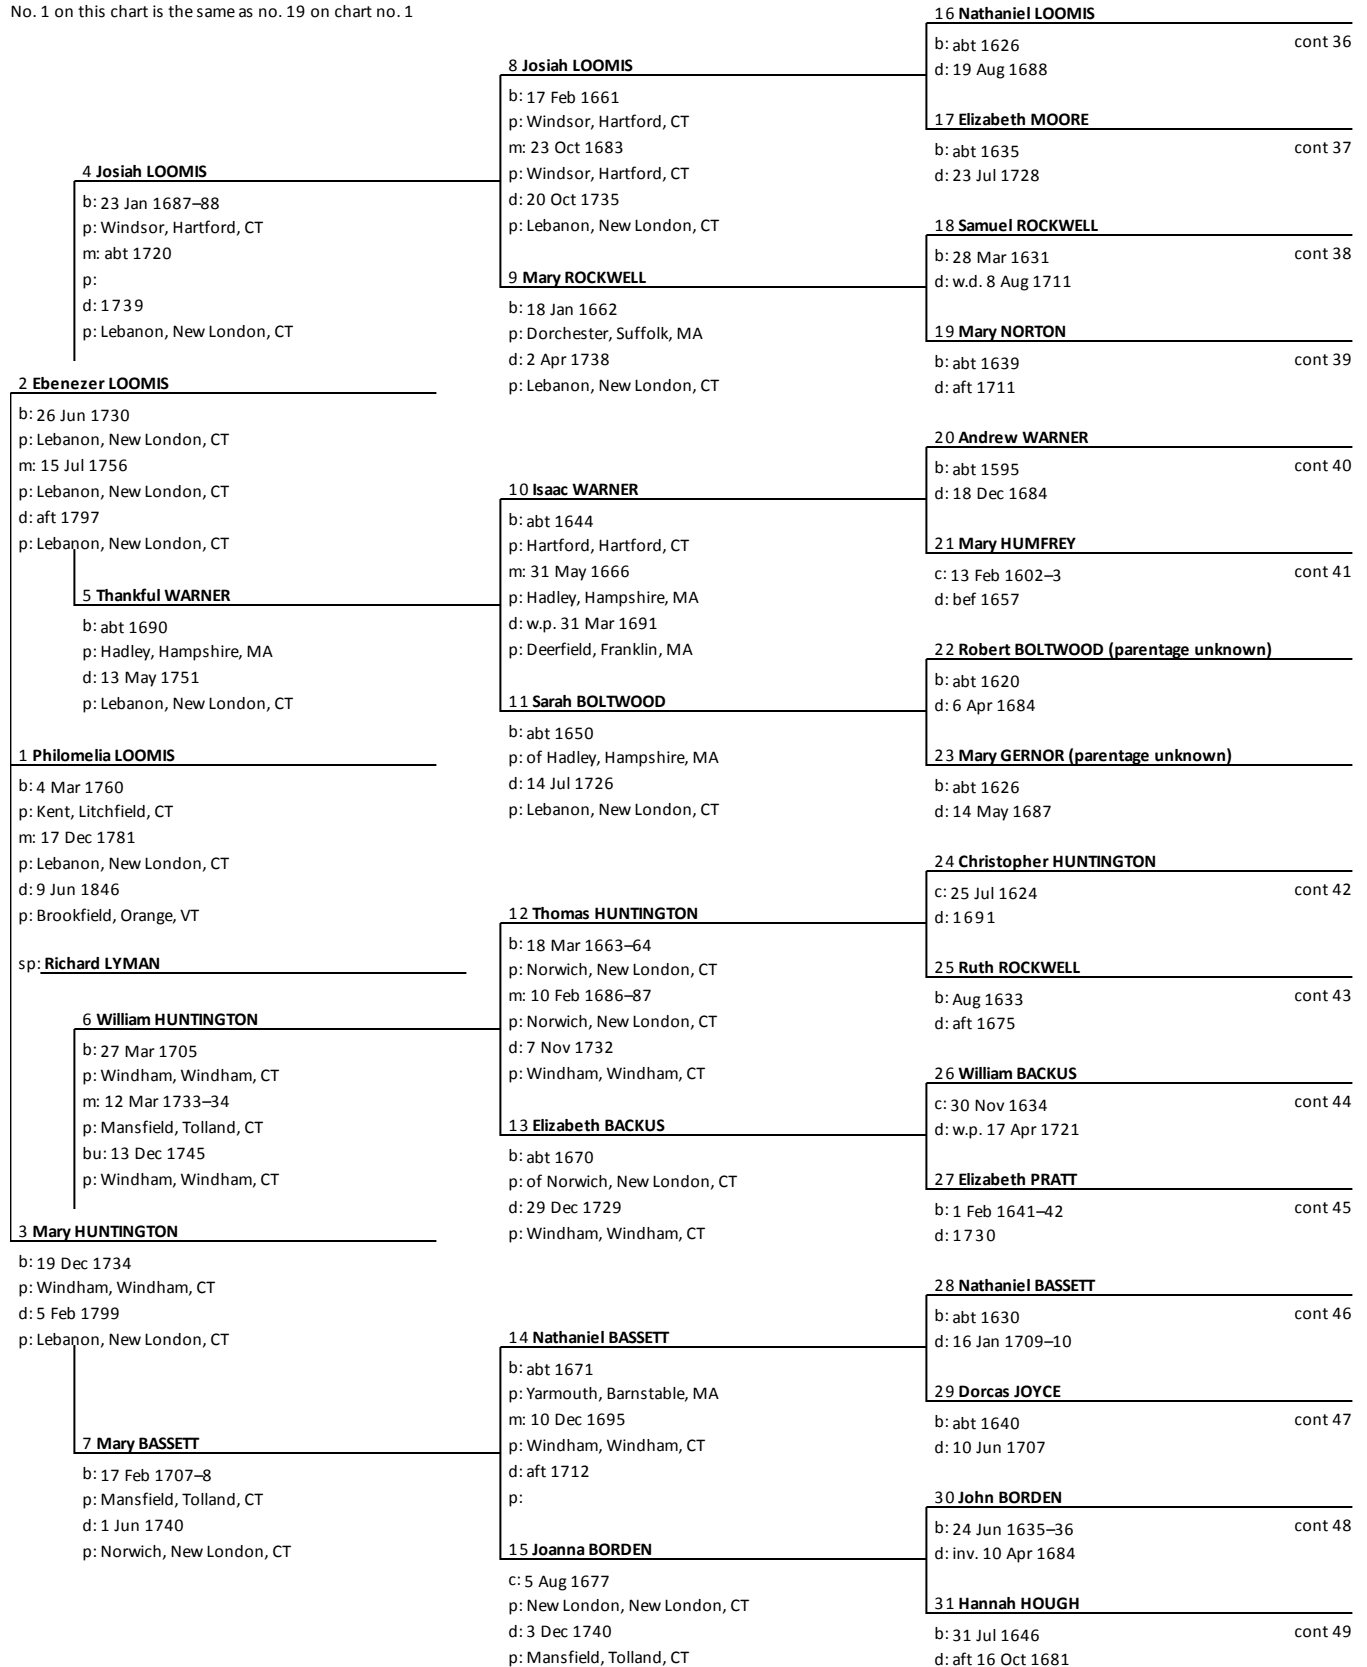 No. 1 on this chart is the same as no. 19 on chart no. 1
2 Ebenezer LOOMIS
b: 26 Jun 1730
p: Lebanon, New London, CT
m: 15 Jul 1756
p: Lebanon, New London, CT
d: aft 1797
p: Lebanon, New London, CT
1 Philomelia LOOMIS
b: 4 Mar 1760
p: Kent, Litchfield, CT
m: 17 Dec 1781
p: Lebanon, New London, CT
d: 9 Jun 1846
p: Brookfield, Orange, VT
sp: Richard LYMAN
3 Mary HUNTINGTON
b: 19 Dec 1734
p: Windham, Windham, CT
d: 5 Feb 1799
p: Lebanon, New London, CT
4 Josiah LOOMIS
b: 23 Jan 1687–88
p: Windsor, Hartford, CT
m: abt 1720
p:
d: 1739
p: Lebanon, New London, CT
5 Thankful WARNER
b: abt 1690
p: Hadley, Hampshire, MA
d: 13 May 1751
p: Lebanon, New London, CT
6 William HUNTINGTON
b: 27 Mar 1705
p: Windham, Windham, CT
m: 12 Mar 1733–34
p: Mansfield, Tolland, CT
bu: 13 Dec 1745
p: Windham, Windham, CT
7 Mary BASSETT
b: 17 Feb 1707–8
p: Mansfield, Tolland, CT
d: 1 Jun 1740
p: Norwich, New London, CT
8 Josiah LOOMIS
b: 17 Feb 1661
p: Windsor, Hartford, CT
m: 23 Oct 1683
p: Windsor, Hartford, CT
d: 20 Oct 1735
p: Lebanon, New London, CT
9 Mary ROCKWELL
b: 18 Jan 1662
p: Dorchester, Suffolk, MA
d: 2 Apr 1738
p: Lebanon, New London, CT
10 Isaac WARNER
b: abt 1644
p: Hartford, Hartford, CT
m: 31 May 1666
p: Hadley, Hampshire, MA
d: w.p. 31 Mar 1691
p: Deerfield, Franklin, MA
11 Sarah BOLTWOOD
b: abt 1650
p: of Hadley, Hampshire, MA
d: 14 Jul 1726
p: Lebanon, New London, CT
12 Thomas HUNTINGTON
b: 18 Mar 1663–64
p: Norwich, New London, CT
m: 10 Feb 1686–87
p: Norwich, New London, CT
d: 7 Nov 1732
p: Windham, Windham, CT
13 Elizabeth BACKUS
b: abt 1670
p: of Norwich, New London, CT
d: 29 Dec 1729
p: Windham, Windham, CT
14 Nathaniel BASSETT
b: abt 1671
p: Yarmouth, Barnstable, MA
m: 10 Dec 1695
p: Windham, Windham, CT
d: aft 1712
p:
15 Joanna BORDEN
c: 5 Aug 1677
p: New London, New London, CT
d: 3 Dec 1740
p: Mansfield, Tolland, CT
16 Nathaniel LOOMIS
b: abt 1626 cont 36
d: 19 Aug 1688
17 Elizabeth MOORE
b: abt 1635 cont 37
d: 23 Jul 1728
18 Samuel ROCKWELL
b: 28 Mar 1631 cont 38
d: w.d. 8 Aug 1711
19 Mary NORTON
b: abt 1639 cont 39
d: aft 1711
20 Andrew WARNER
b: abt 1595 cont 40
d: 18 Dec 1684
21 Mary HUMFREY
c: 13 Feb 1602–3 cont 41
d: bef 1657
22 Robert BOLTWOOD (parentage unknown)
b: abt 1620
d: 6 Apr 1684
23 Mary GERNOR (parentage unknown)
b: abt 1626
d: 14 May 1687
24 Christopher HUNTINGTON
c: 25 Jul 1624 cont 42
d: 1691
25 Ruth ROCKWELL
b: Aug 1633 cont 43
d: aft 1675
26 William BACKUS
c: 30 Nov 1634 cont 44
d: w.p. 17 Apr 1721
27 Elizabeth PRATT
b: 1 Feb 1641–42 cont 45
d: 1730
28 Nathaniel BASSETT
b: abt 1630 cont 46
d: 16 Jan 1709–10
29 Dorcas JOYCE
b: abt 1640 cont 47
d: 10 Jun 1707
30 John BORDEN
b: 24 Jun 1635–36 cont 48
d: inv. 10 Apr 1684
31 Hannah HOUGH
b: 31 Jul 1646 cont 49
d: aft 16 Oct 1681